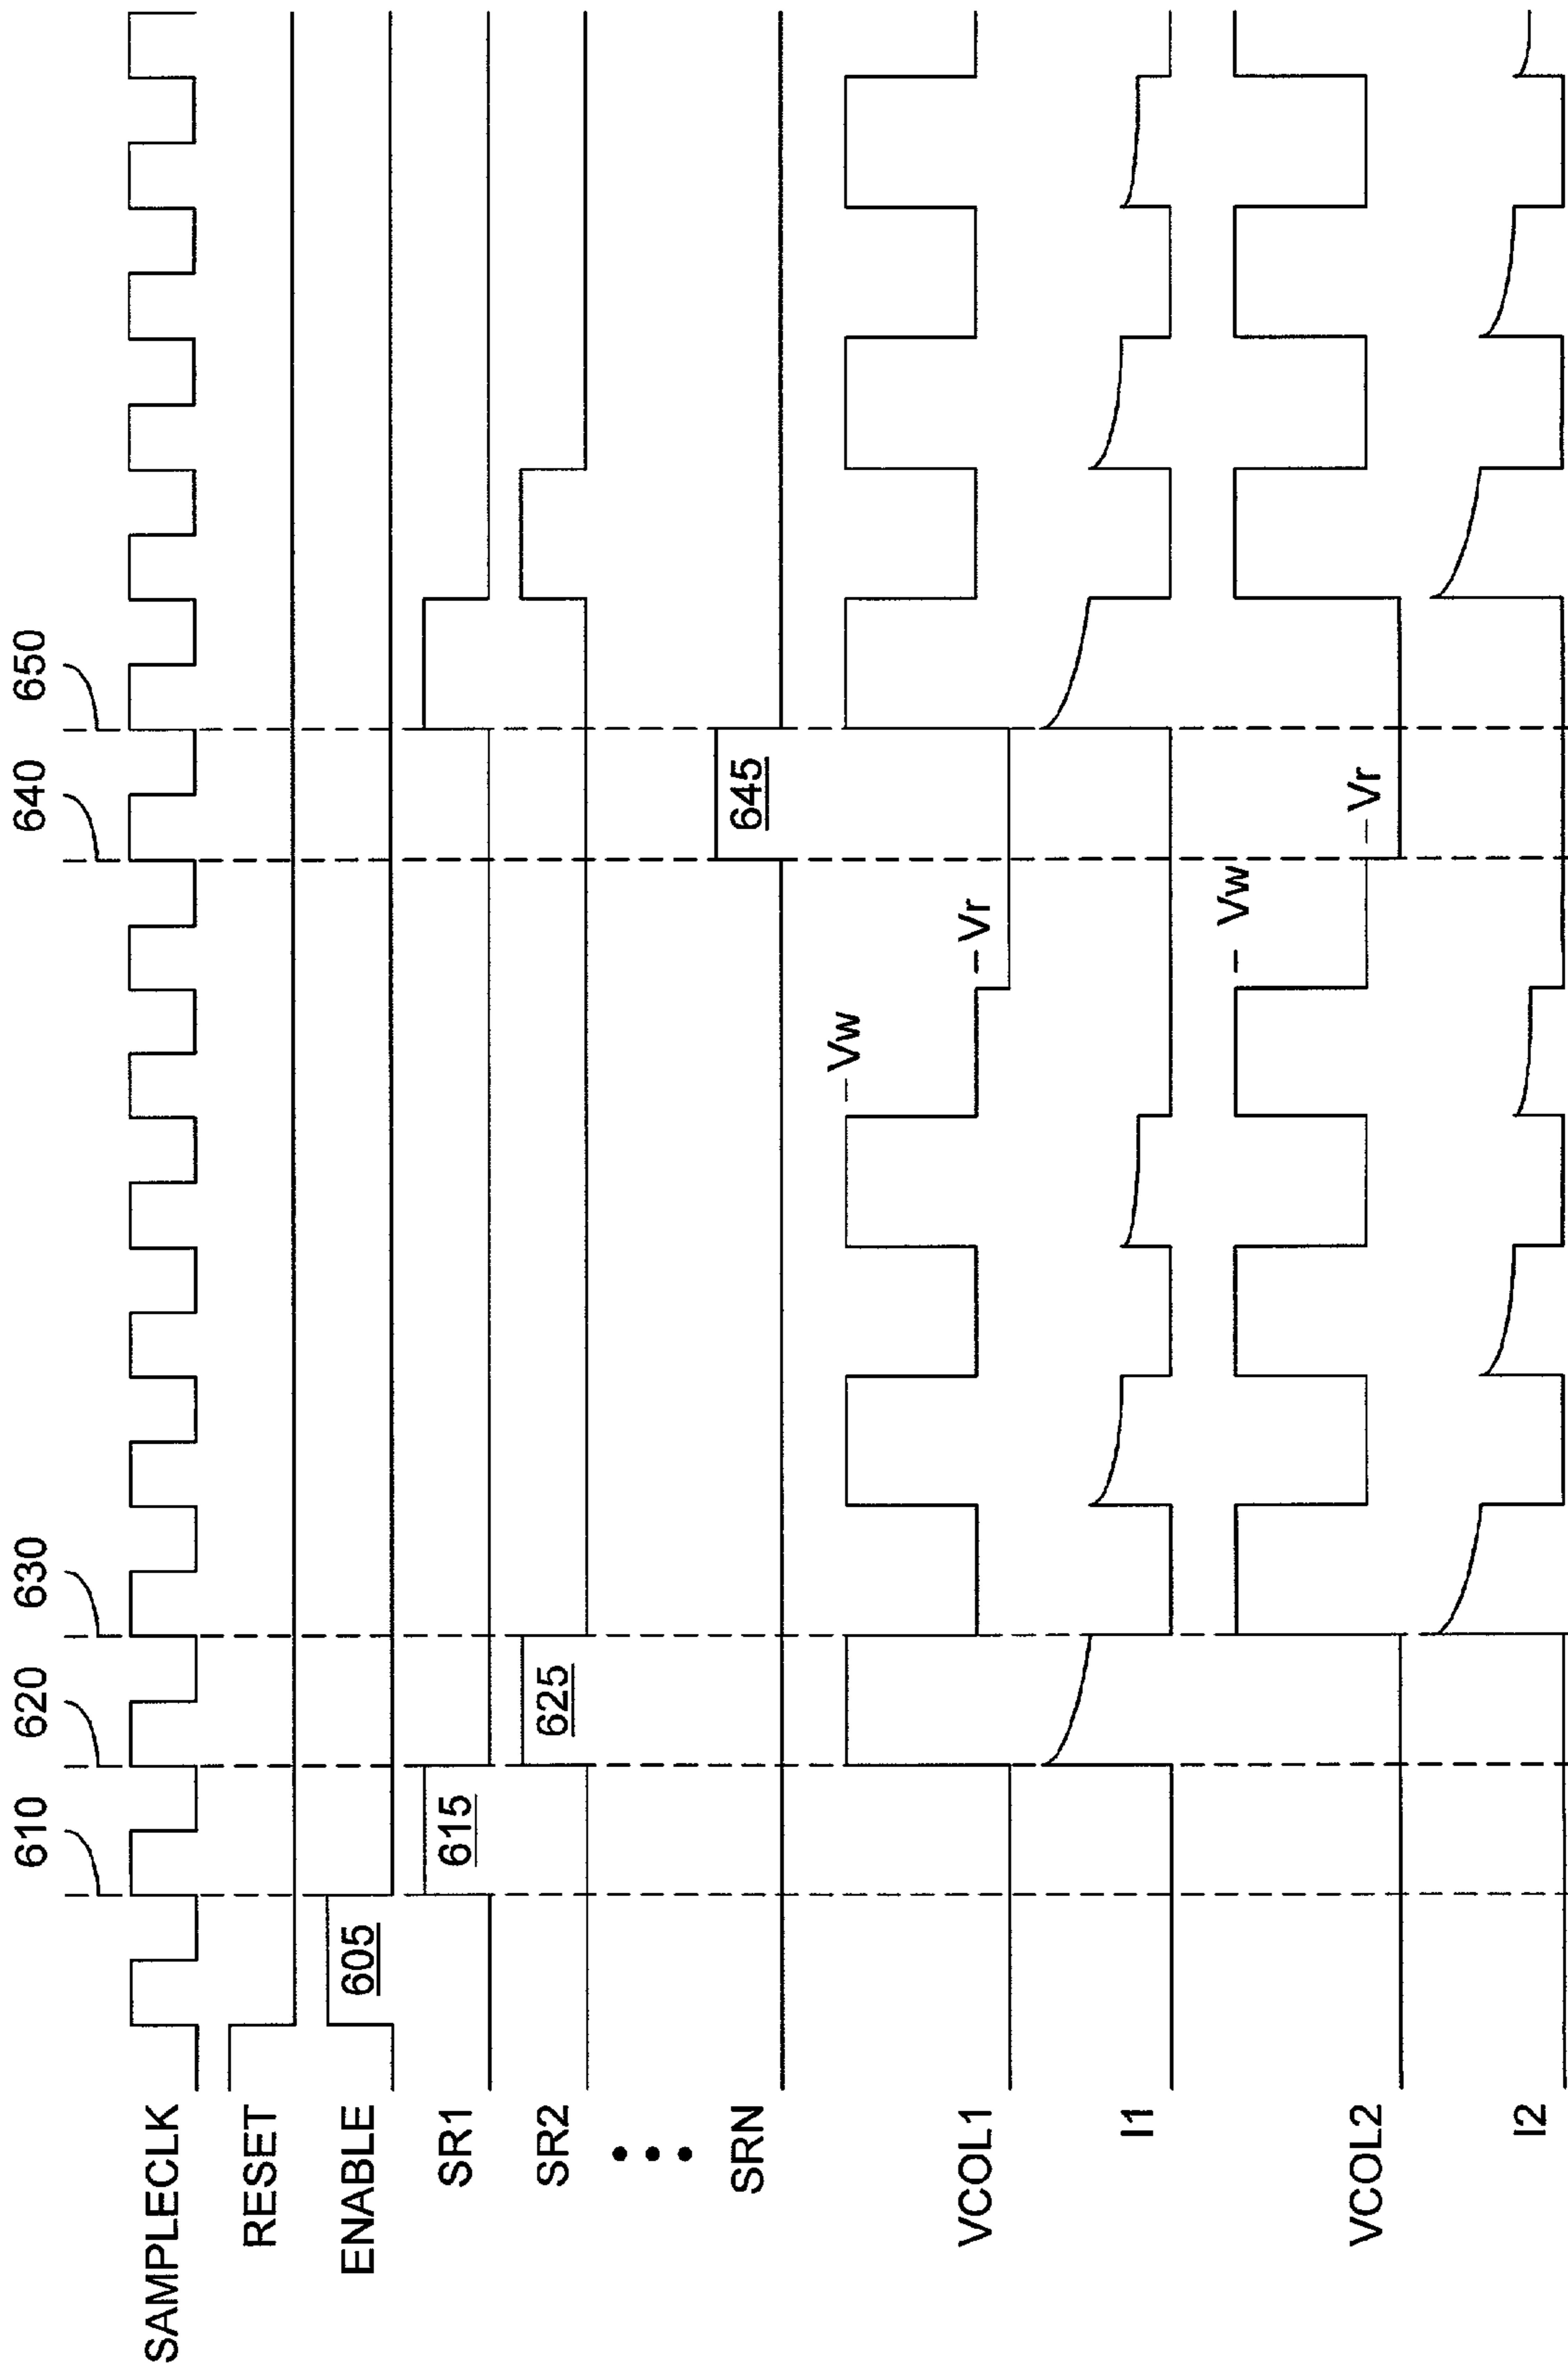 610
620
630
640
650
SAMPLECLK
RESET
ENABLE
605
SR1
615
SR2
625
SRN
645
VCOL1
Vw
Vr
I1
VCOL2
Vw
Vr
I2